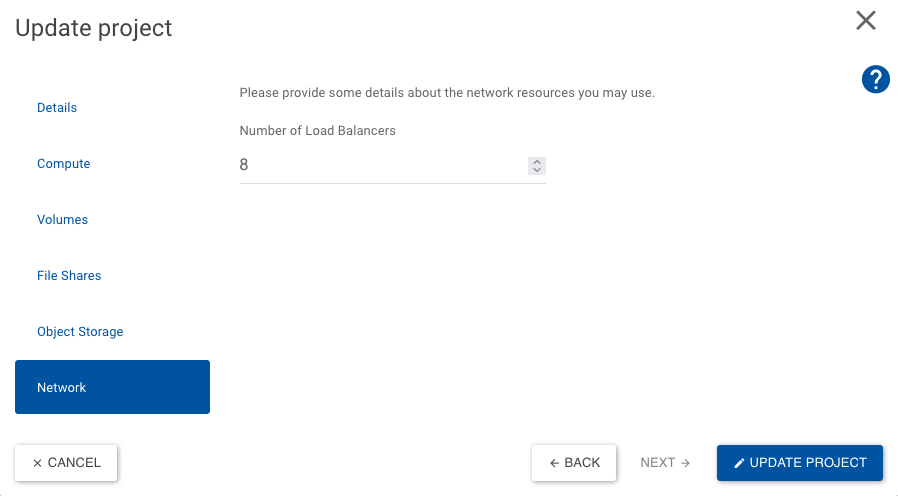 Update project
Details
Compute
Volumes
File Shares
Object Storage
Network
Please provide some details about the network resources you may use.
Number of Load Balancers
8
?
CANCEL
BACK
NEXT
UPDATE PROJECT